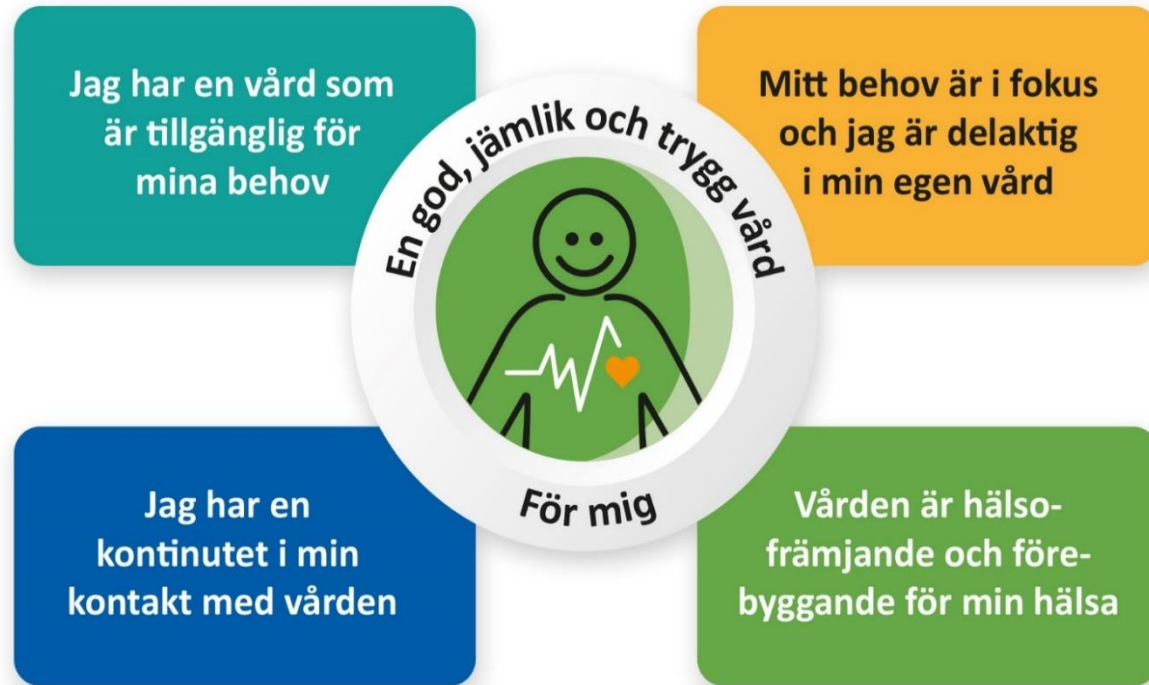 Jag har en vård som
är tillgänglig för
mina behov
Mitt behov är i fokus
och jag är delaktig
i min egen vård
En god, jämlik och trygg vård
För mig
Jag har en
kontinutet i min
kontakt med vården
Vården är hälso-
främjande och före-
byggande för min hälsa